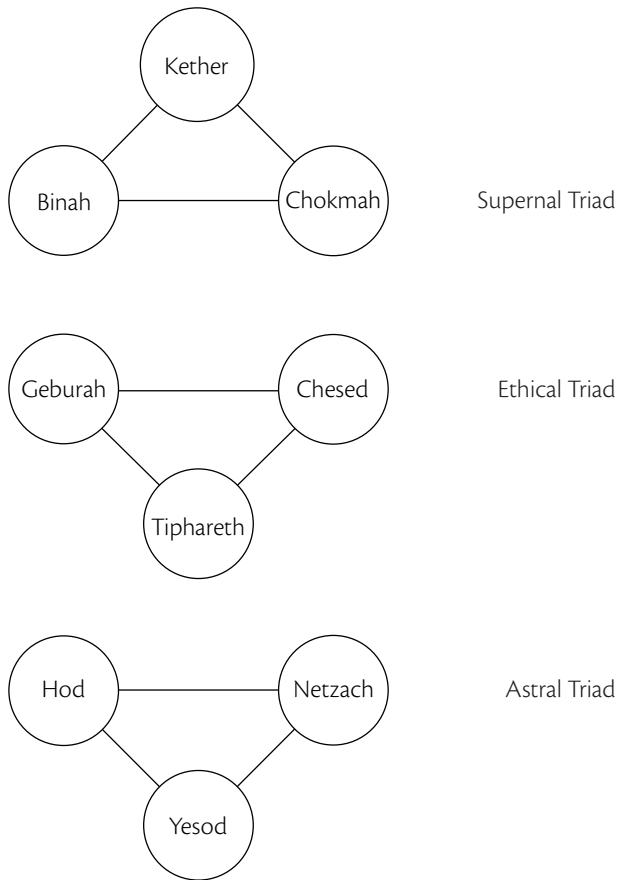 Kether
Binah
Chokmah
Supernal Triad
Geburah
Chesed
Ethical Triad
Tiphareth
Hod
Netzach
Astral Triad
Yesod